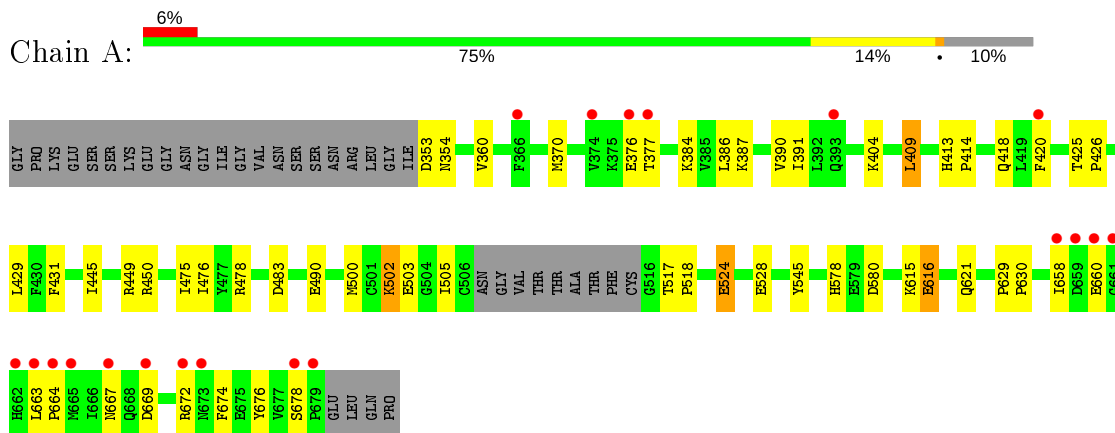 6%
Chain A:
75% 14% • 10%
GLY PRO LYS GLU SER SER LYS GLU GLY ASN GLY ILE GLY VAL ASN SER SER ASN ARG LEU GLY ILE D353 N354 V360 F366 M370 V374 K375 E376 T377 K384 V385 L386 K387 V390 I391 L392 Q393 K404 L409 H413 P414 Q418 L419 F420 T425 P426
L429 F430 F431 I445 R449 R450 I475 I476 Y477 R478 D483 E490 M500 C501 K502 E503 G504 I505 C506 ASN GLY VAL THR THR ALA THR PHE CYS G516 T517 P518 E524 E528 Y545 H578 E579 D580 K615 E616 Q621 P629 P630 I658 D659 E660 G661
H662 L663 P664 M665 I666 N667 Q668 D669 R672 N673 F674 E675 Y676 V677 S678 P679 GLU LEU GLN PRO